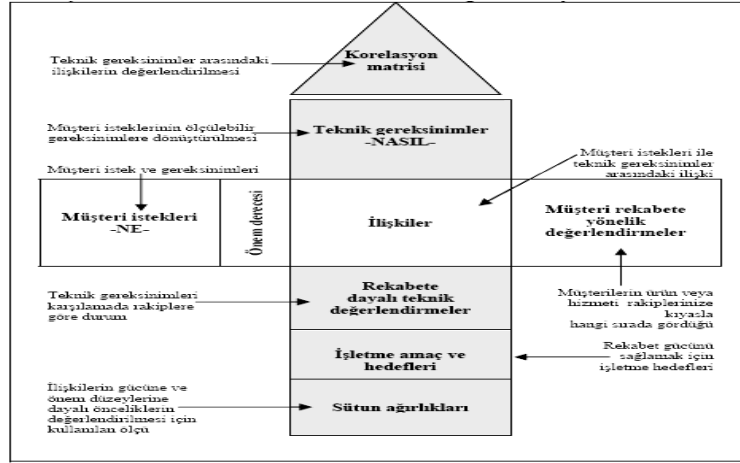 Korelasyon
matrisi
Teknik gereksinimler arasındaki
ilişkilerin değerlendirilmesi
Müşteri isteklerinin ölçülebilir
gereksinimlere dönüştürülmesi
Teknik gereksinimler
-NASIL-
Müşteri istekleri ile
teknik gereksinimler
arasındaki ilişki
Müşteri istek ve gereksinimleri
Müşteri istekleri
-NE-
Önem derecesi
İlişkiler
Müşteri rekabete
yönelik
değerlendirmeler
Teknik gereksinimleri
karşılamada rakiplere
göre durum
Rekabete
dayalı teknik
değerlendirmeler
Müşterilerin ürün veya
hizmeti rakiplerinize
kıyasla
hangi sırada gördüğü
İşletme amaç ve
hedefleri
Rekabet gücünü
sağlamak için
işletme hedefleri
İlişkilerin gücüne ve
önem düzeylerine
dayalı önceliklerin
değerlendirilmesi için
kullanılan ölçü
Sütun ağırlıkları